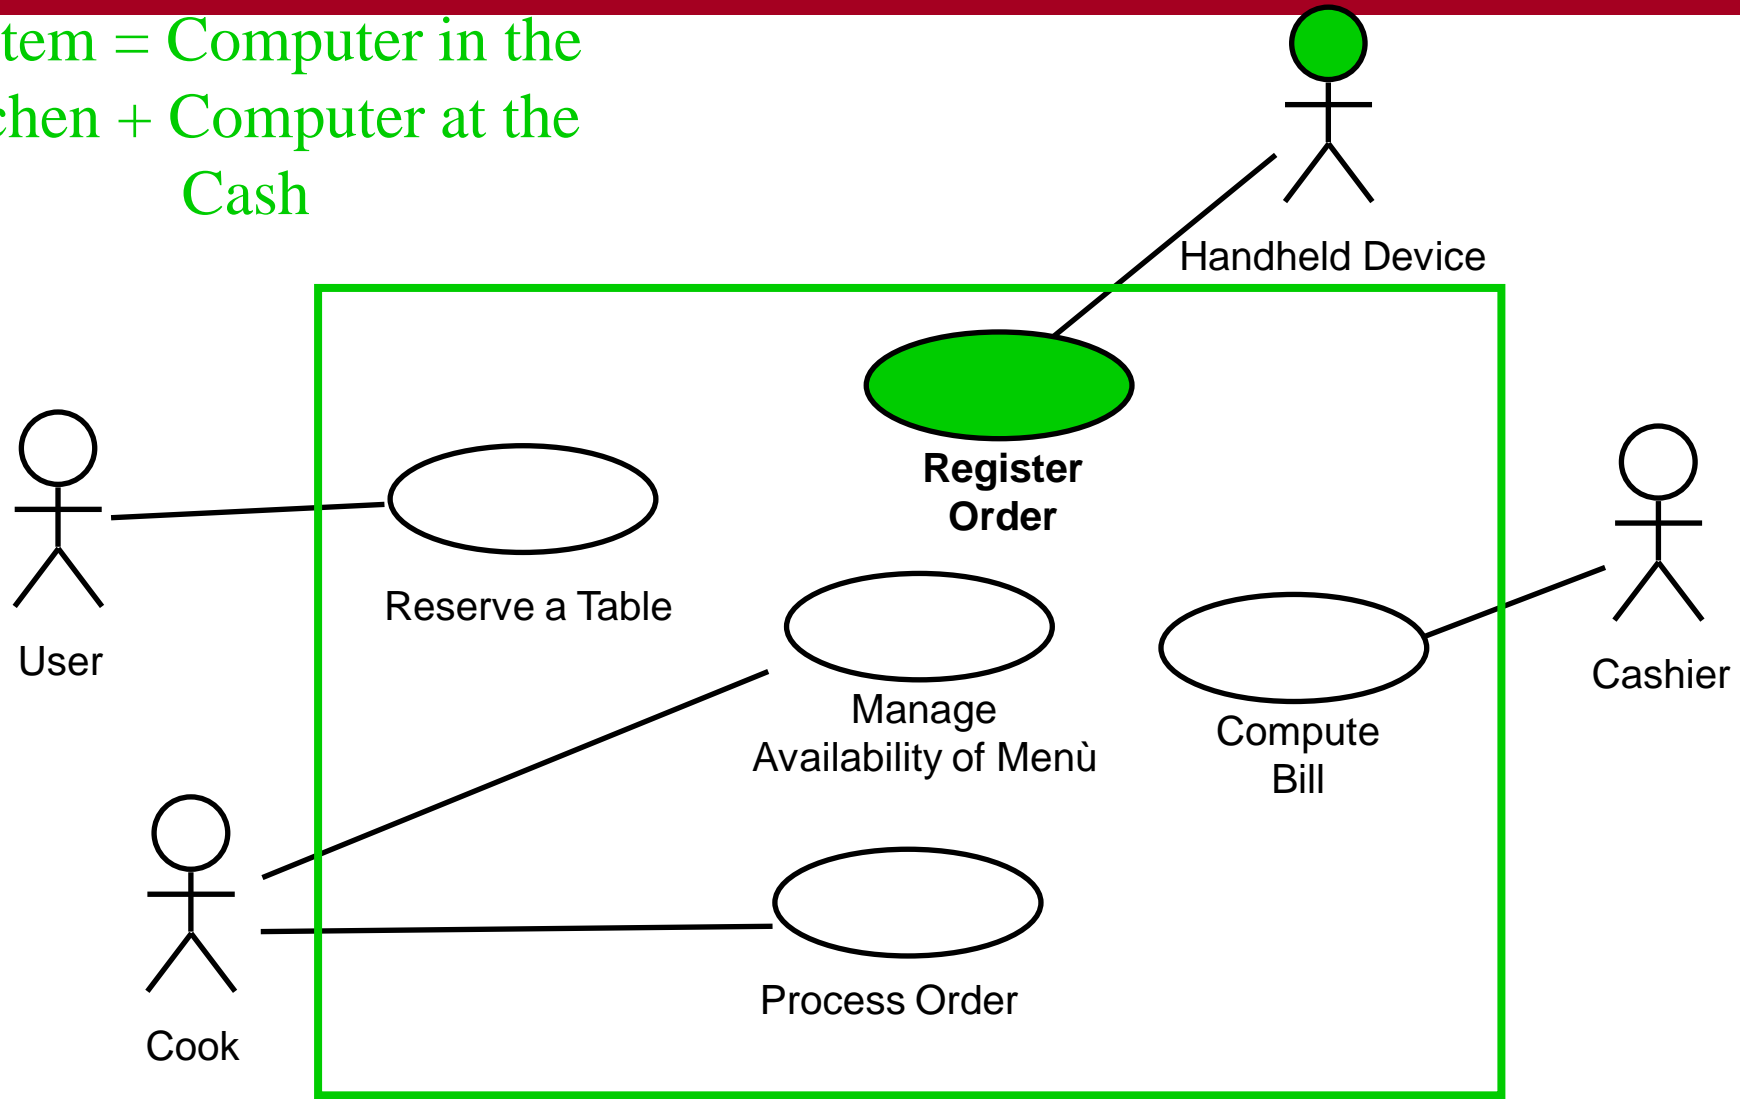 tem = Computer in the
chen + Computer at the
Cash
Handheld Device
Register
Order
Reserve a Table
User
Manage
Availability of Menù
Compute
Bill
Cashier
Process Order
Cook